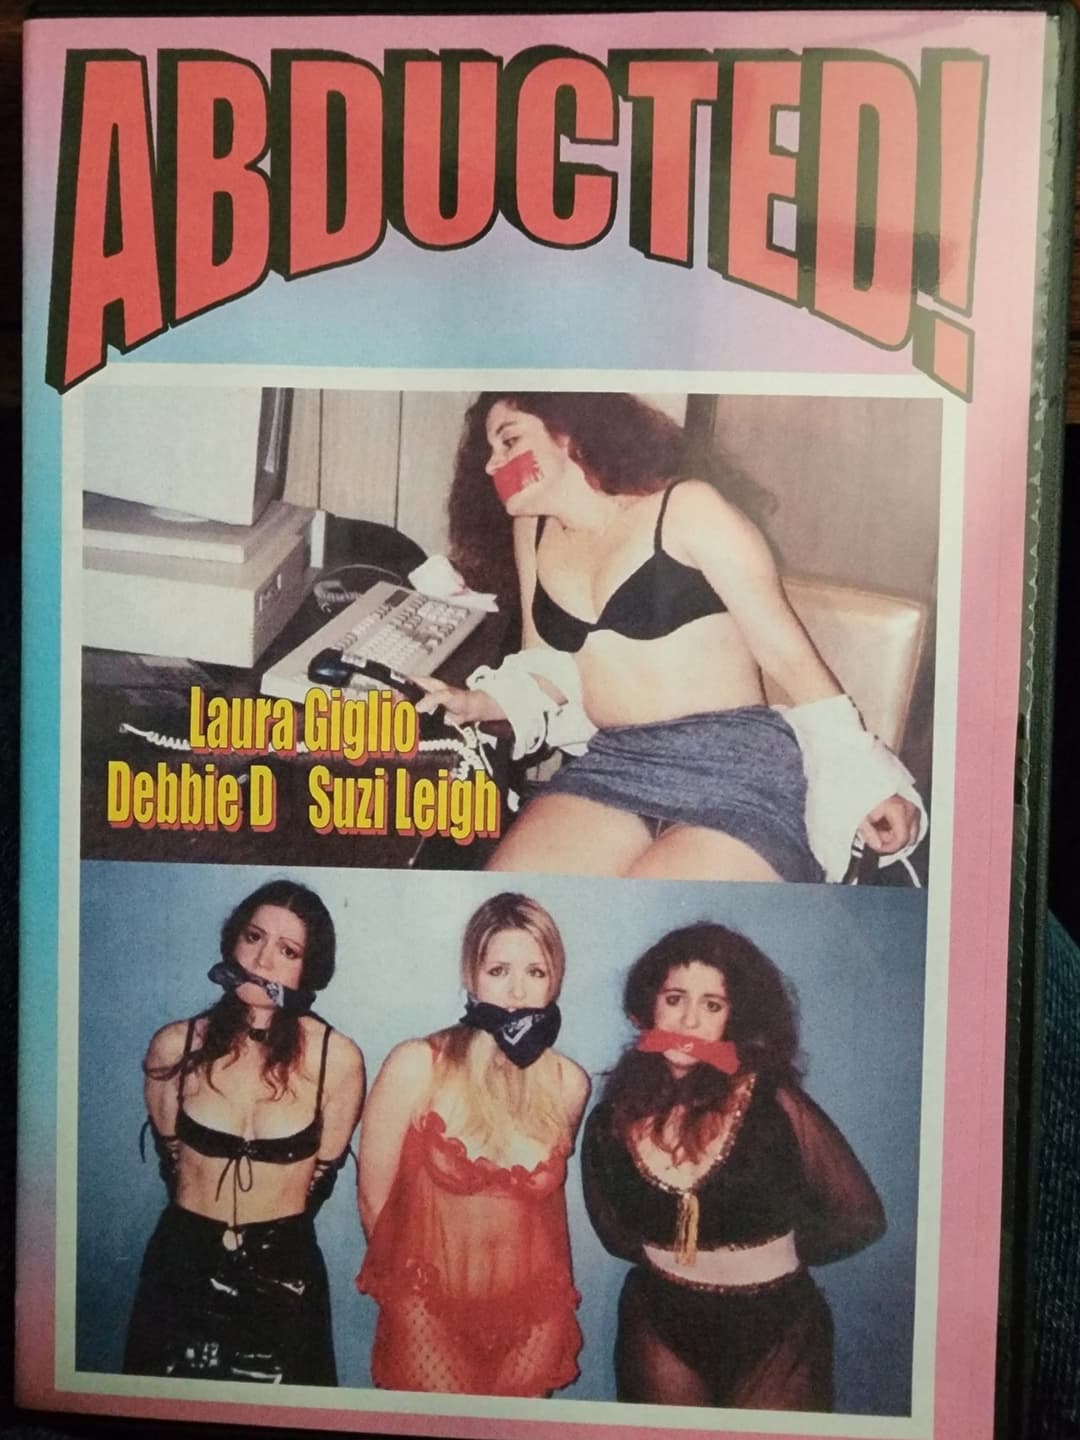 ABDUCTED!
Laura Giglio
Debbie D Suzi Leigh